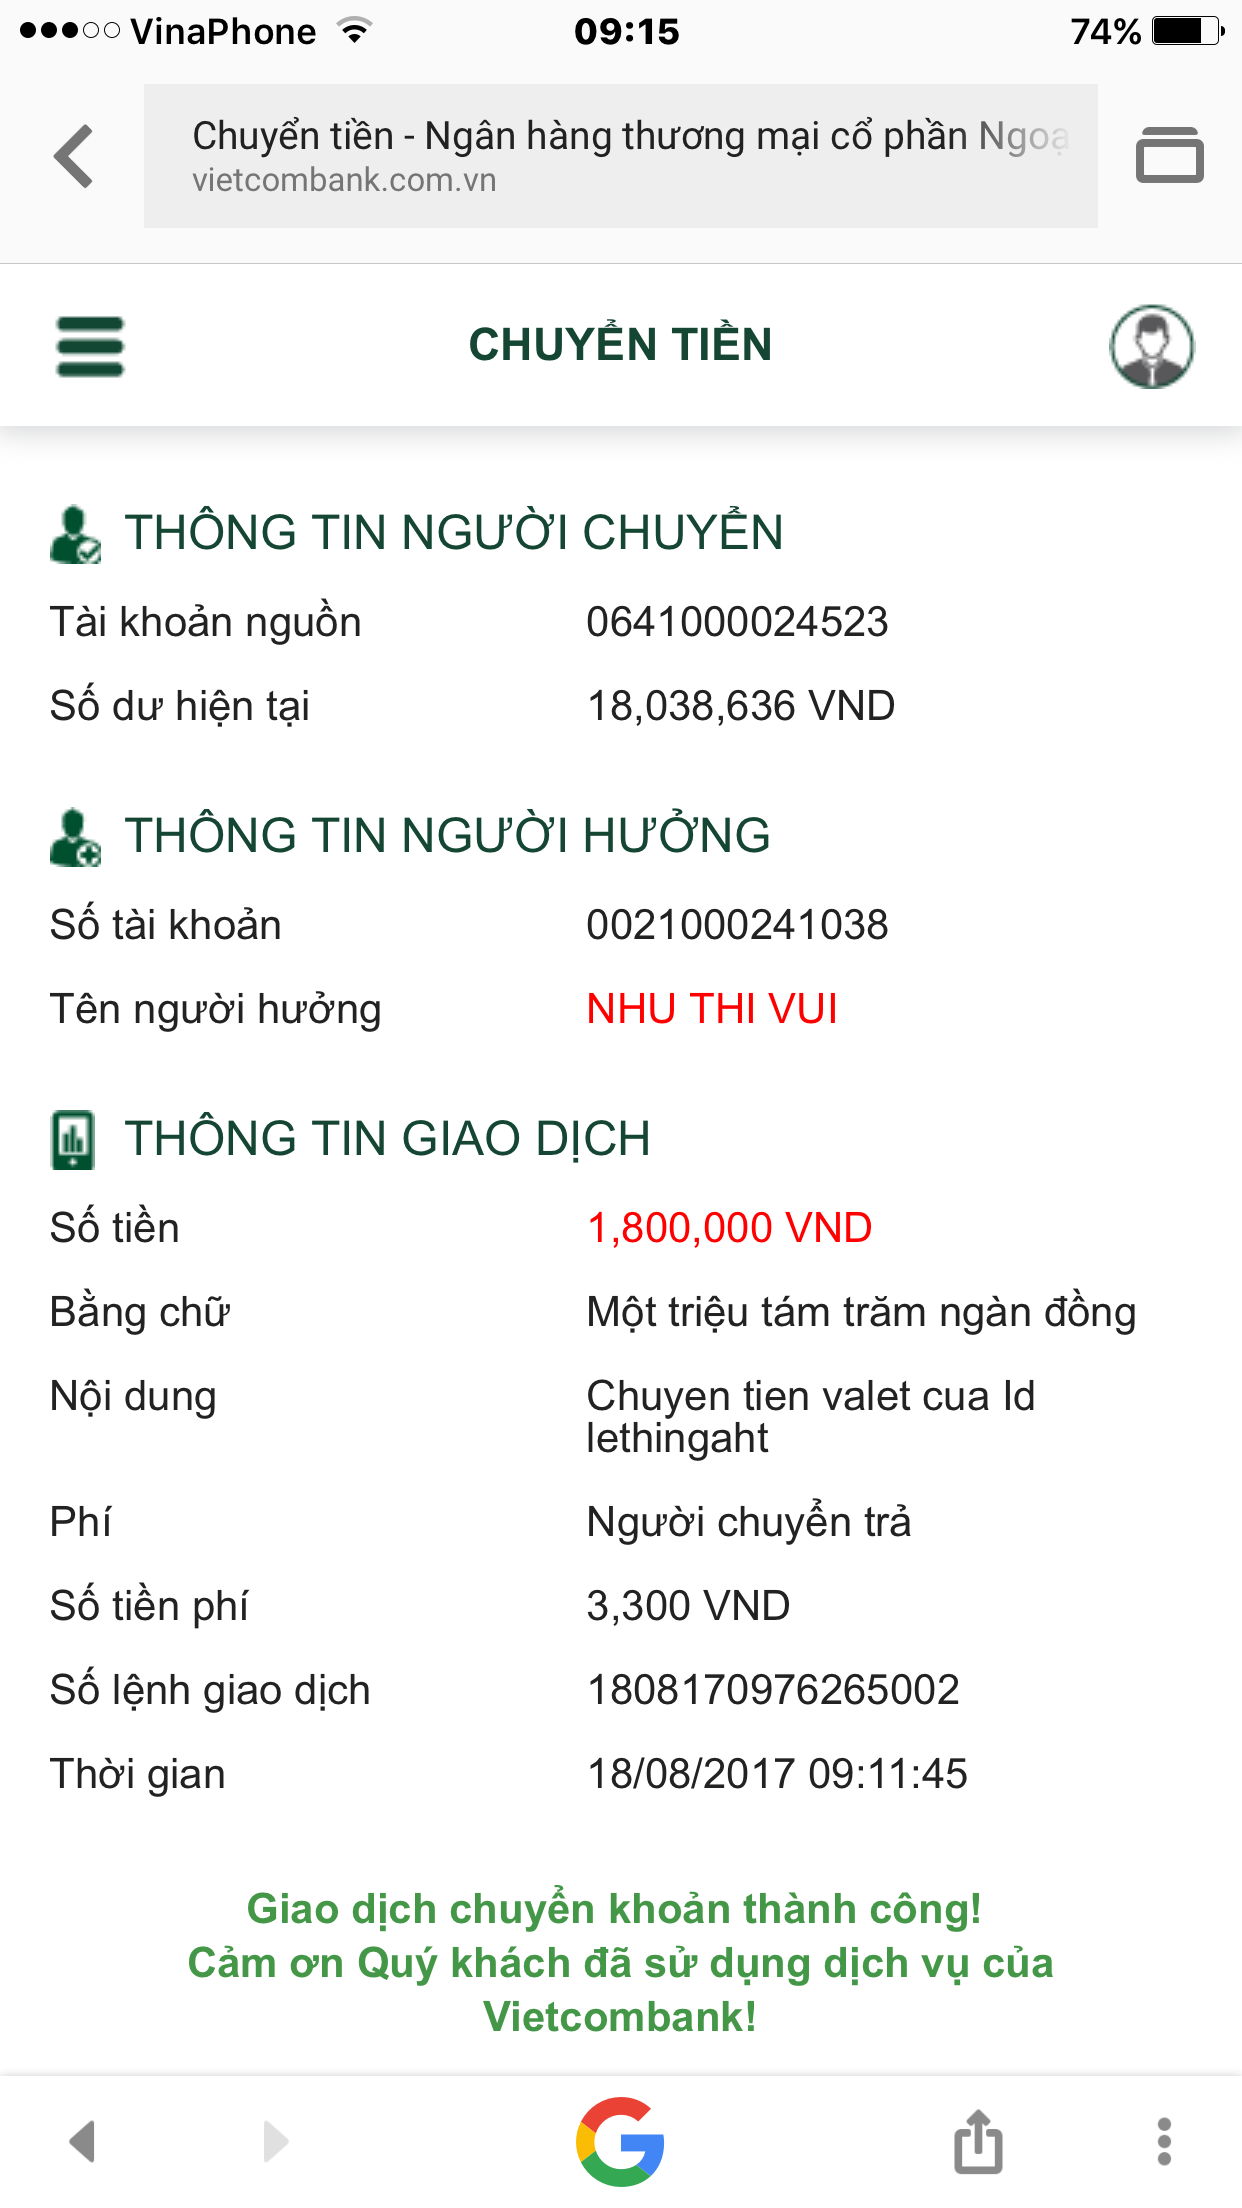 VinaPhone 09:15 74%
Chuyển tiền - Ngân hàng thương mại cổ phần Ngoạ
vietcombank.com.vn
CHUYỂN TIỀN
THÔNG TIN NGƯỜI CHUYỂN
Tài khoản nguồn 0641000024523
Số dư hiện tại 18,038,636 VND
THÔNG TIN NGƯỜI HƯỞNG
Số tài khoản 0021000241038
Tên người hưởng NHU THI VUI
THÔNG TIN GIAO DỊCH
Số tiền 1,800,000 VND
Bằng chữ Một triệu tám trăm ngàn đồng
Nội dung Chuyen tien valet cua Id
lethingaht
Phí Người chuyển trả
Số tiền phí 3,300 VND
Số lệnh giao dịch 1808170976265002
Thời gian 18/08/2017 09:11:45
Giao dịch chuyển khoản thành công!
Cảm ơn Quý khách đã sử dụng dịch vụ của
Vietcombank!